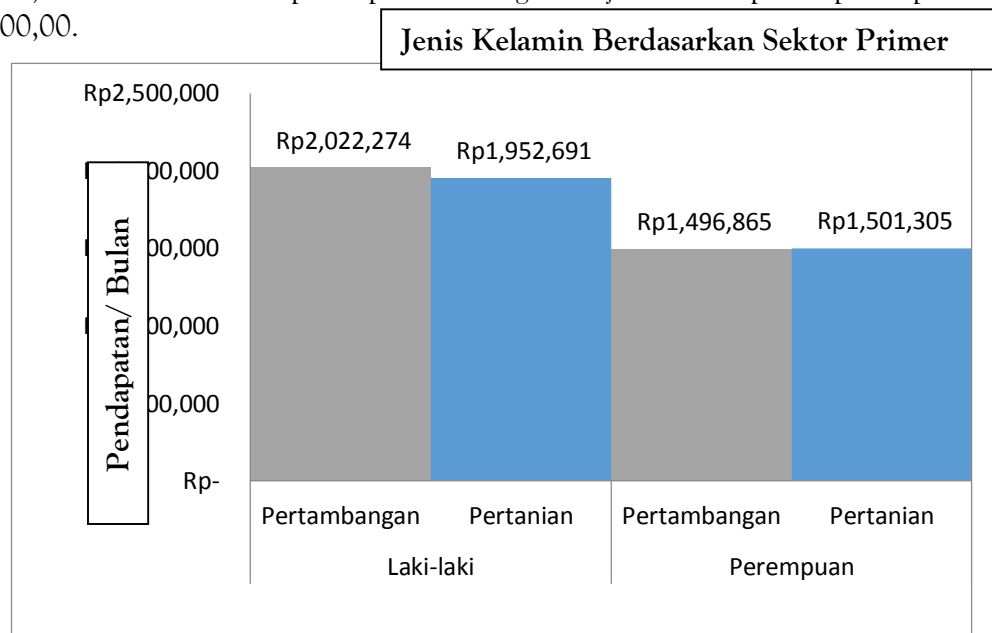 00,00.
Jenis Kelamin Berdasarkan Sektor Primer
Rp2,500,000
Rp2,022,274
Rp1,952,691
00,000
Rp1,496,865
Rp1,501,305
00,000
00,000
00,000
Pendapatan/ Bulan
Rp-
Pertambangan Pertanian Pertambangan Pertanian
Laki-laki Perempuan